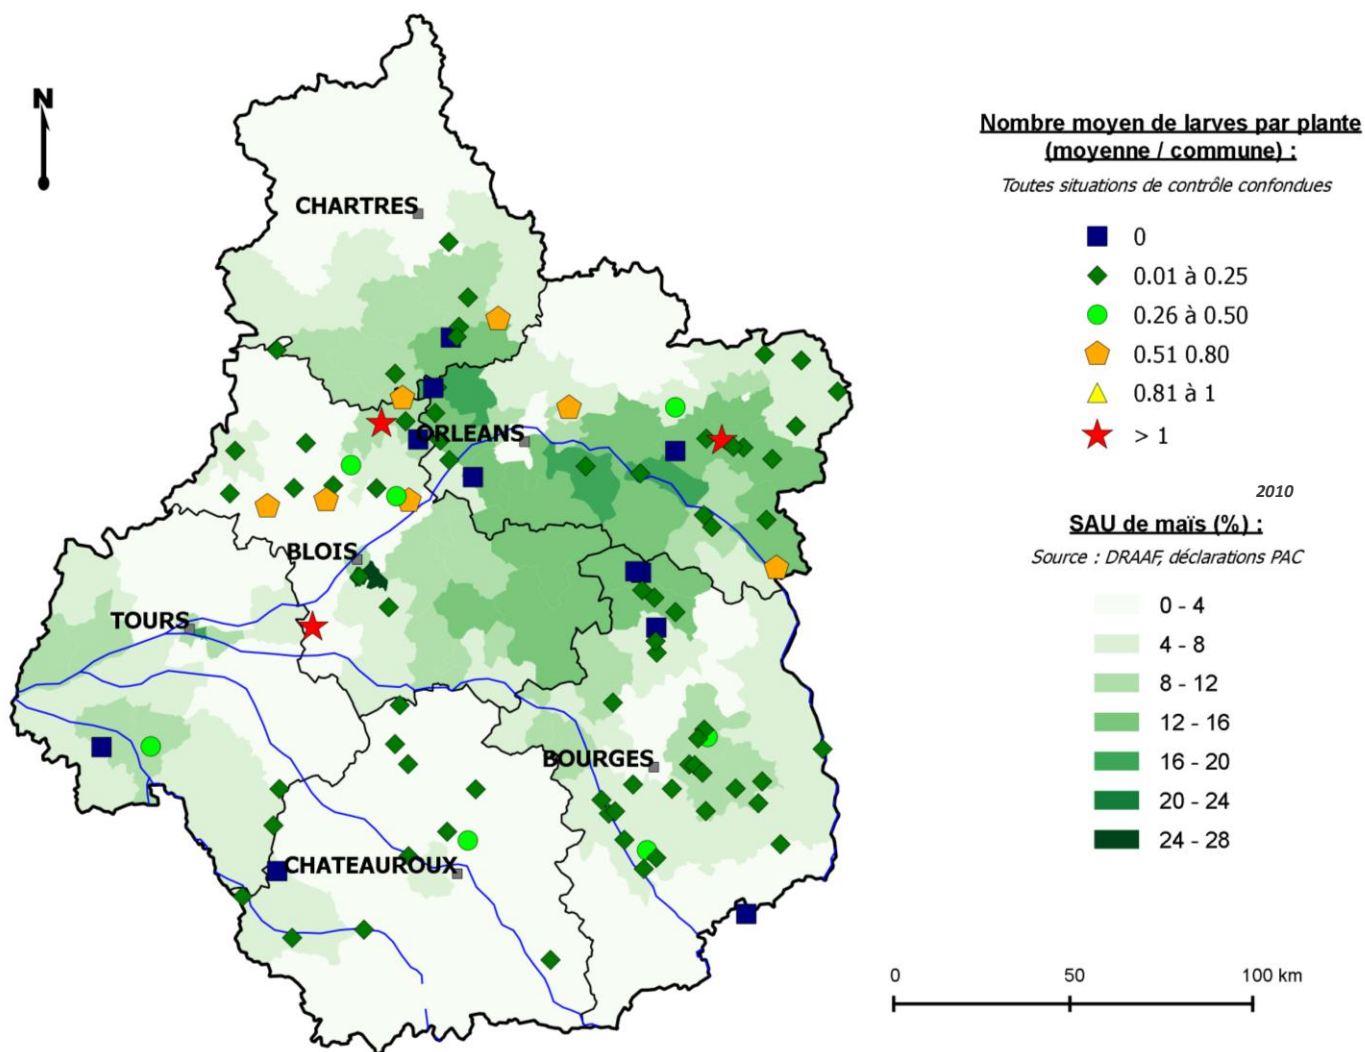 N
CHARTRES
ORLEANS
BLOIS
TOURS
BOURGES
CHATEAUROUX
Nombre moyen de larves par plante
(moyenne / commune) :
Toutes situations de contrôle confondues
0
0.01 à 0.25
0.26 à 0.50
0.51 0.80
0.81 à 1
> 1
2010
SAU de maïs (%) :
Source : DRAAF, déclarations PAC
0 - 4
4 - 8
8 - 12
12 - 16
16 - 20
20 - 24
24 - 28
0 50 100 km